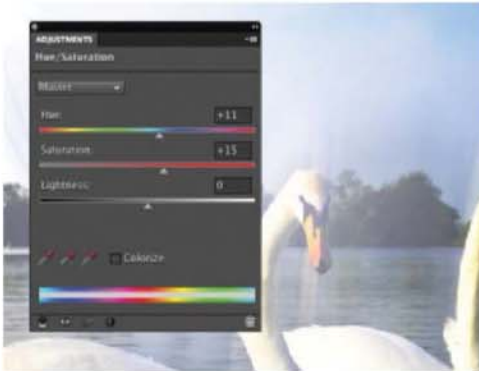 ADJUSTMENTS
Hue/Saturation
Master
Hue: +11
Saturation: +15
Lightness: 0
Colorize